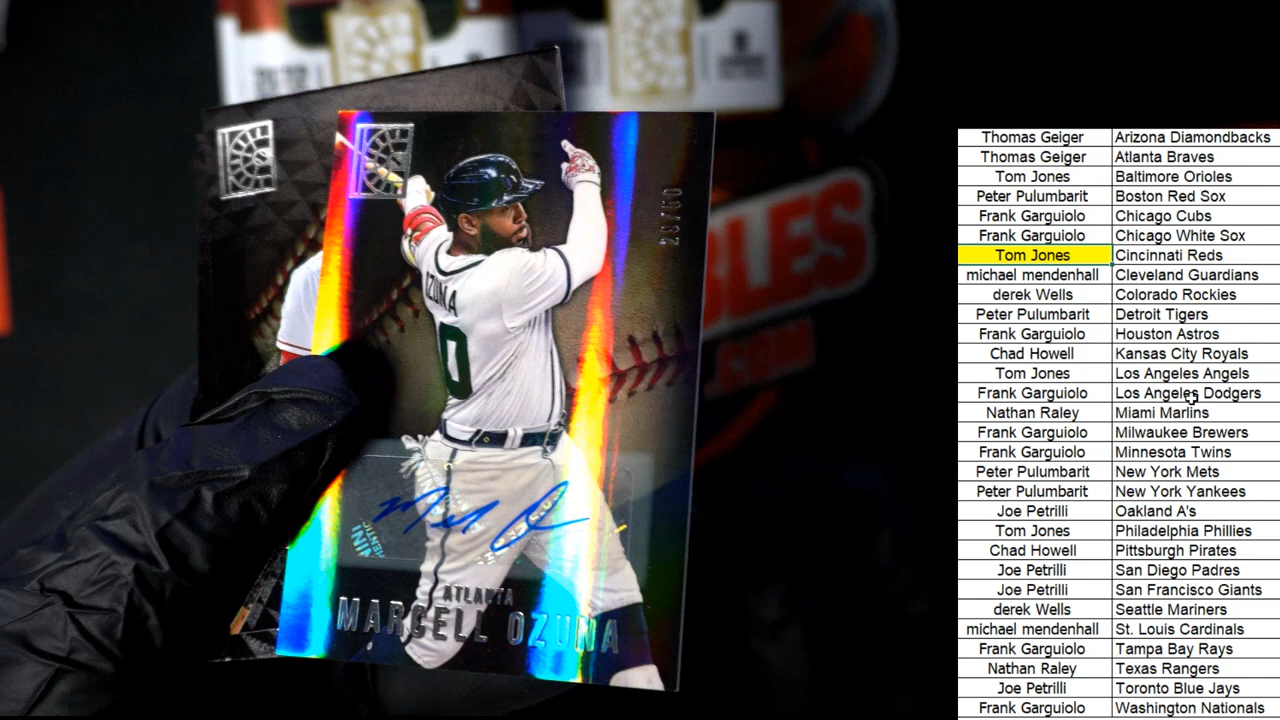 29/50
OZUNA
0
ATLANTA
MARCELL OZUNA
BLES
.COM
Thomas Geiger Arizona Diamondbacks
Thomas Geiger Atlanta Braves
Tom Jones Baltimore Orioles
Peter Pulumbarit Boston Red Sox
Frank Garguiolo Chicago Cubs
Frank Garguiolo Chicago White Sox
Tom Jones Cincinnati Reds
michael mendenhall Cleveland Guardians
derek Wells Colorado Rockies
Peter Pulumbarit Detroit Tigers
Frank Garguiolo Houston Astros
Chad Howell Kansas City Royals
Tom Jones Los Angeles Angels
Frank Garguiolo Los Angeles Dodgers
Nathan Raley Miami Marlins
Frank Garguiolo Milwaukee Brewers
Frank Garguiolo Minnesota Twins
Peter Pulumbarit New York Mets
Peter Pulumbarit New York Yankees
Joe Petrilli Oakland A's
Tom Jones Philadelphia Phillies
Chad Howell Pittsburgh Pirates
Joe Petrilli San Diego Padres
Joe Petrilli San Francisco Giants
derek Wells Seattle Mariners
michael mendenhall St. Louis Cardinals
Frank Garguiolo Tampa Bay Rays
Nathan Raley Texas Rangers
Joe Petrilli Toronto Blue Jays
Frank Garguiolo Washington Nationals